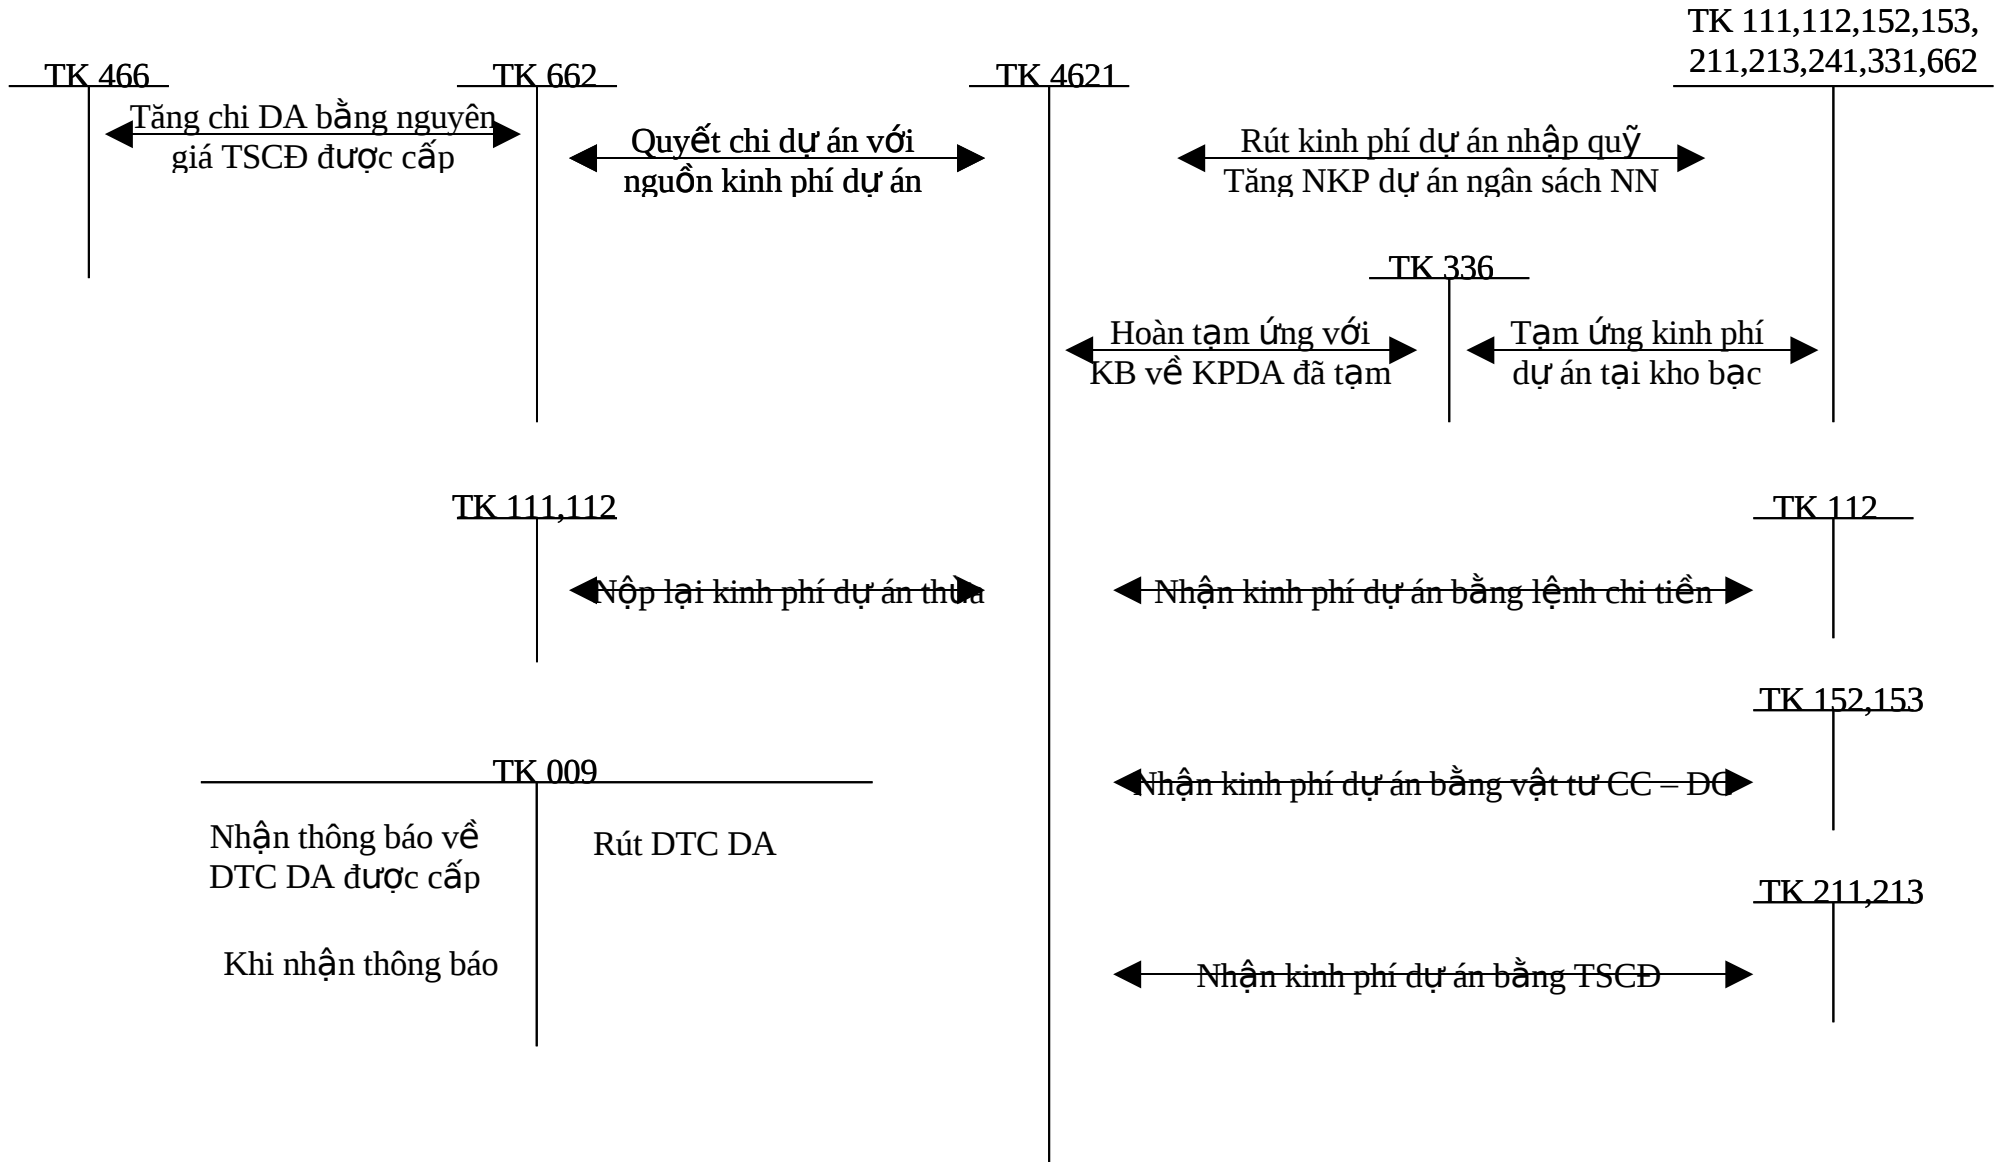 TK 111,112,152,153,
211,213,241,331,662
TK 466
TK 662
TK 4621
Tăng chi DA bằng nguyên
giá TSCĐ được cấp
Quyết chi dự án với
nguồn kinh phí dự án
Rút kinh phí dự án nhập quỹ
Tăng NKP dự án ngân sách NN
TK 336
Hoàn tạm ứng với
KB về KPDA đã tạm
Tạm ứng kinh phí
dự án tại kho bạc
TK 111,112
TK 112
Nộp lại kinh phí dự án thừa
Nhận kinh phí dự án bằng lệnh chi tiền
TK 152,153
TK 009
Nhận kinh phí dự án bằng vật tư CC – DC
Nhận thông báo về
DTC DA được cấp
Rút DTC DA
TK 211,213
Khi nhận thông báo
Nhận kinh phí dự án bằng TSCĐ